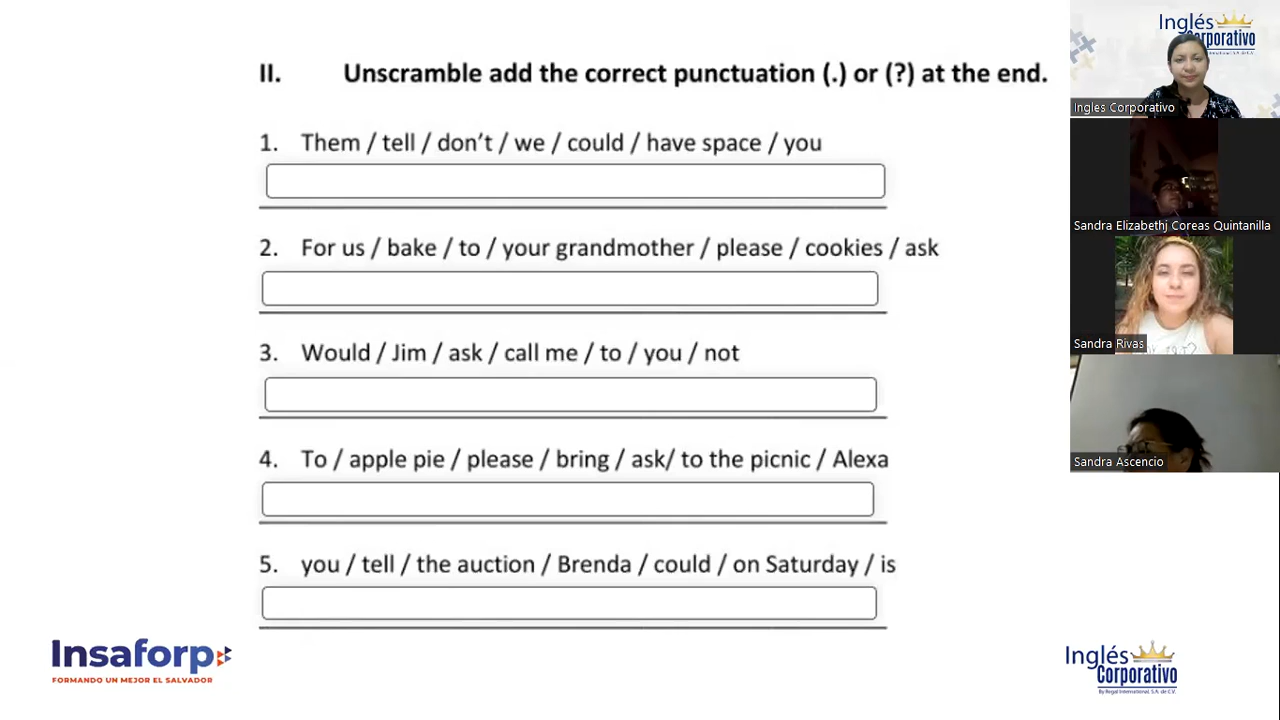 II. Unscramble add the correct punctuation (.) or (?) at the end.
1. Them / tell / don't / we / could / have space / you
2. For us / bake / to / your grandmother / please / cookies / ask
3. Would / Jim / ask / call me / to / you / not
4. To / apple pie / please / bring / ask/ to the picnic / Alexa
5. you / tell / the auction / Brenda / could / on Saturday / is
Insaforp
FORMANDO UN MEJOR EL SALVADOR
Inglés
Corporativo
Ingles Corporativo
Sandra Elizabethj Coreas Quintanilla
Sandra Rivas
Sandra Ascencio
Inglés
Corporativo
By Regal International, S.A. de C.V.